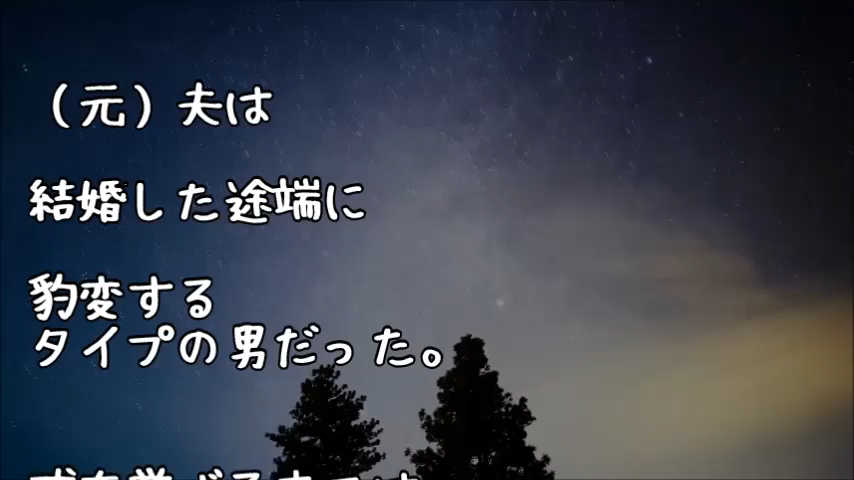 （元）夫は
結婚した途端に
豹変する
タイプの男だった。